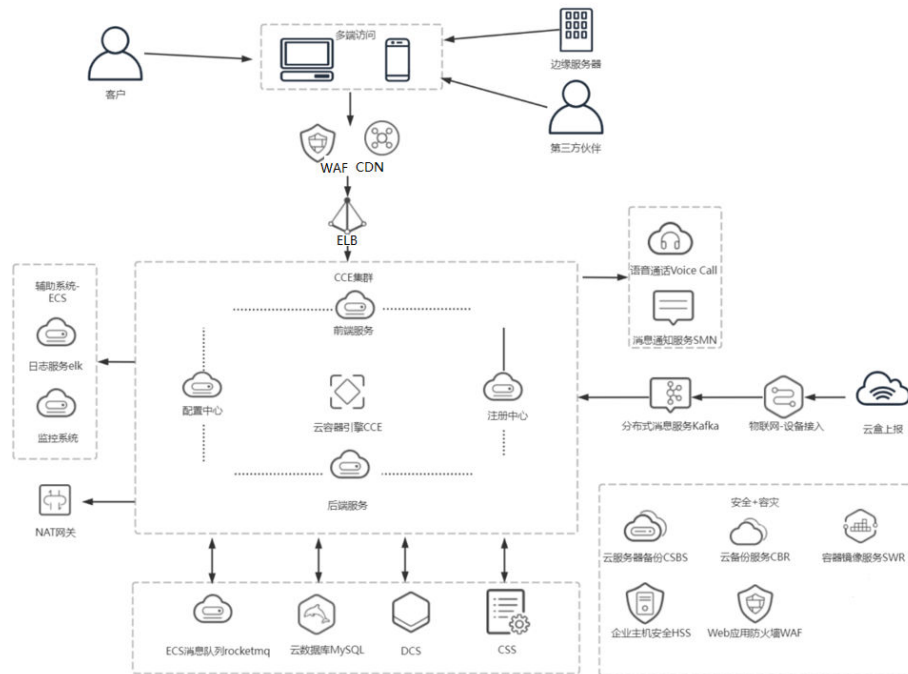 多端访问
客户
边缘服务器
第三方伙伴
WAF
CDN
ELB
CCE集群
前端服务
配置中心
云容器引擎CCE
注册中心
后端服务
辅助系统-
ECS
日志服务elk
监控系统
NAT网关
语音通话Voice Call
消息通知服务SMN
分布式消息服务Kafka
物联网-设备接入
云盒上报
安全+容灾
云服务器备份CSBS
云备份服务CBR
容器镜像服务SWR
企业主机安全HSS
Web应用防火墙WAF
ECS消息队列rocketmq
云数据库MySQL
DCS
CSS